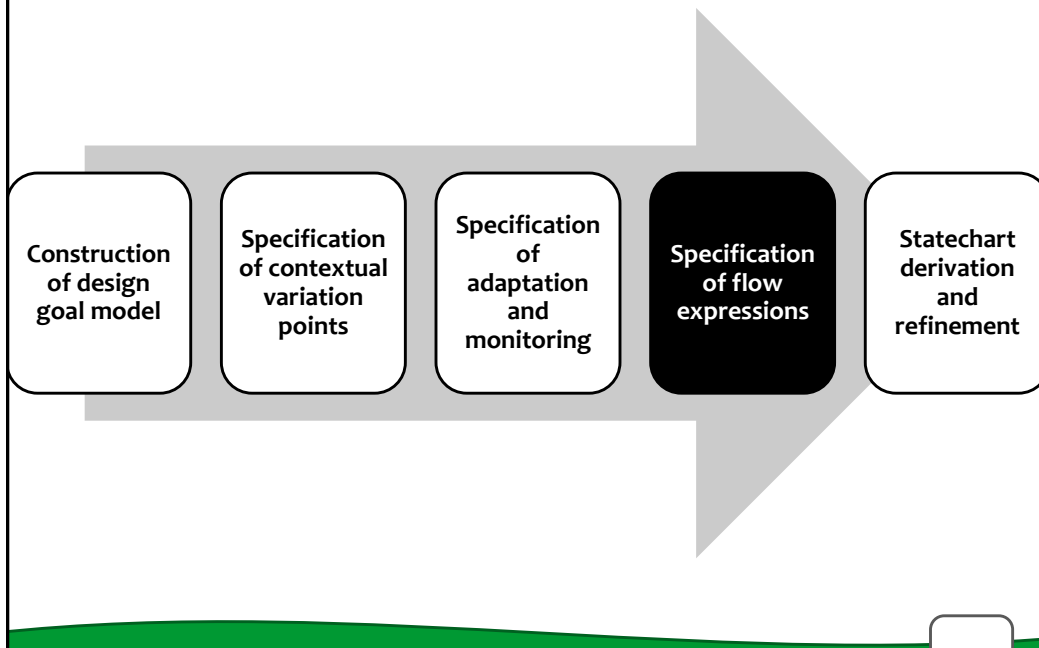 Construction
of design
goal model
Specification
of contextual
variation
points
Specification
of
adaptation
and
monitoring
Specification
of flow
expressions
Statechart
derivation
and
refinement